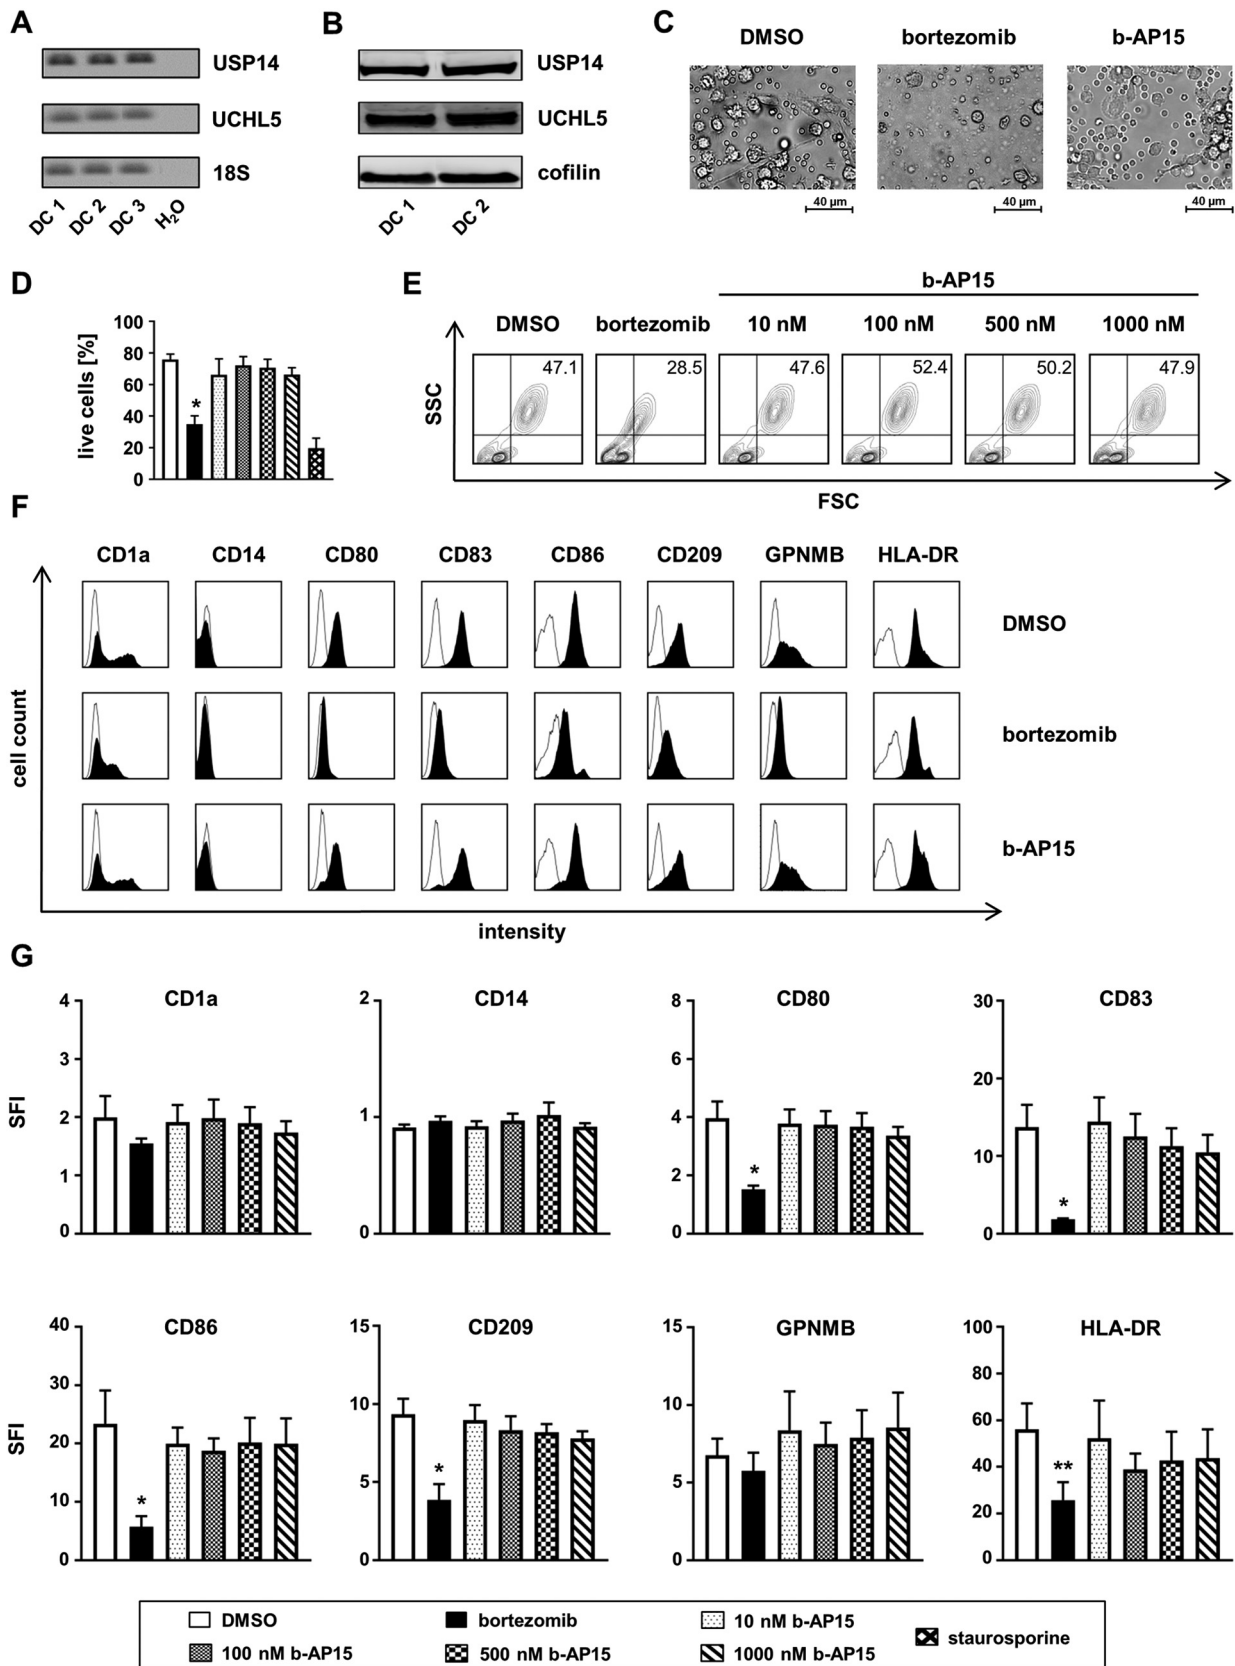 A
USP14
UCHL5
18S
DC 1 DC 2 DC 3 H₂O
B
USP14
UCHL5
cofilin
DC 1 DC 2
C
DMSO bortezomib b-AP15
40 µm 40 µm 40 µm
D
live cells [%]
100
80
60
40
*
20
0
E
b-AP15
DMSO bortezomib 10 nM 100 nM 500 nM 1000 nM
47.1 28.5 47.6 52.4 50.2 47.9
SSC
FSC
F
CD1a CD14 CD80 CD83 CD86 CD209 GPNMB HLA-DR
DMSO
bortezomib
b-AP15
cell count
intensity
G
CD1a
SFI
4
3
2
1
0
CD14
2
1
0
CD80
8
6
4
2
0
*
CD83
30
20
10
0
*
CD86
SFI
40
30
20
10
0
*
CD209
15
10
5
0
*
GPNMB
15
10
5
0
HLA-DR
100
80
60
40
20
0
**
DMSO bortezomib 10 nM b-AP15 staurosporine
100 nM b-AP15 500 nM b-AP15 1000 nM b-AP15